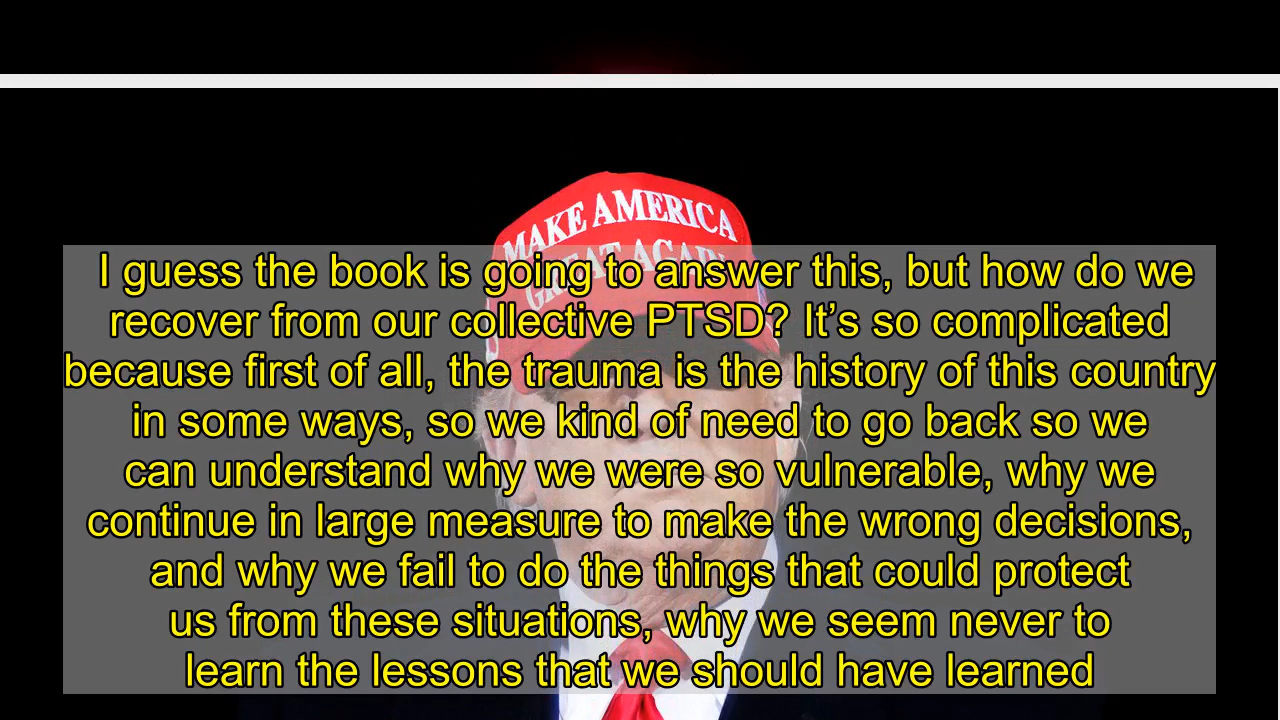 MAKE AMERICA
GREAT AGAIN
I guess the book is going to answer this, but how do we
recover from our collective PTSD? It’s so complicated
because first of all, the trauma is the history of this country
in some ways, so we kind of need to go back so we
can understand why we were so vulnerable, why we
continue in large measure to make the wrong decisions,
and why we fail to do the things that could protect
us from these situations, why we seem never to
learn the lessons that we should have learned